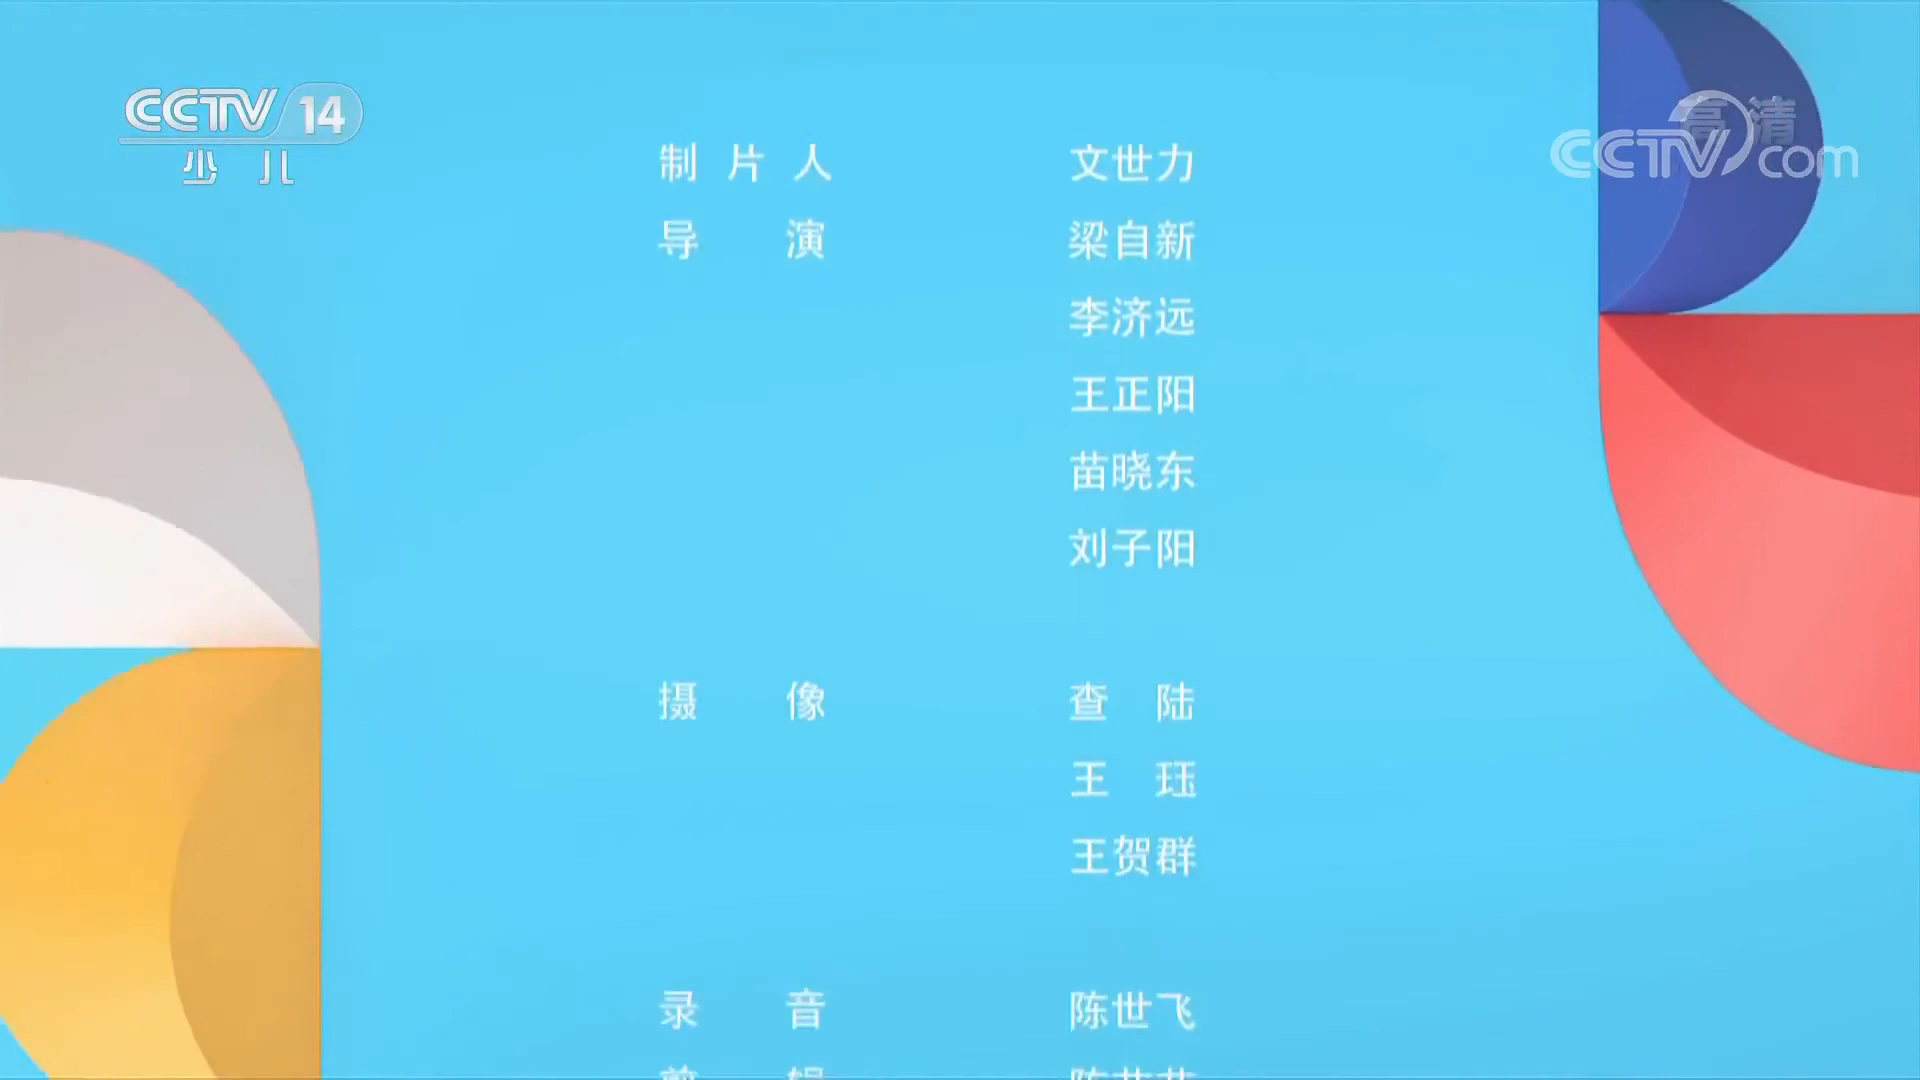 CCTV 14
少儿
高清
CCTV com
制片人 文世力
导演 梁自新
李济远
王正阳
苗晓东
刘子阳
摄像 查陆
王珏
王贺群
录音 陈世飞
剪辑